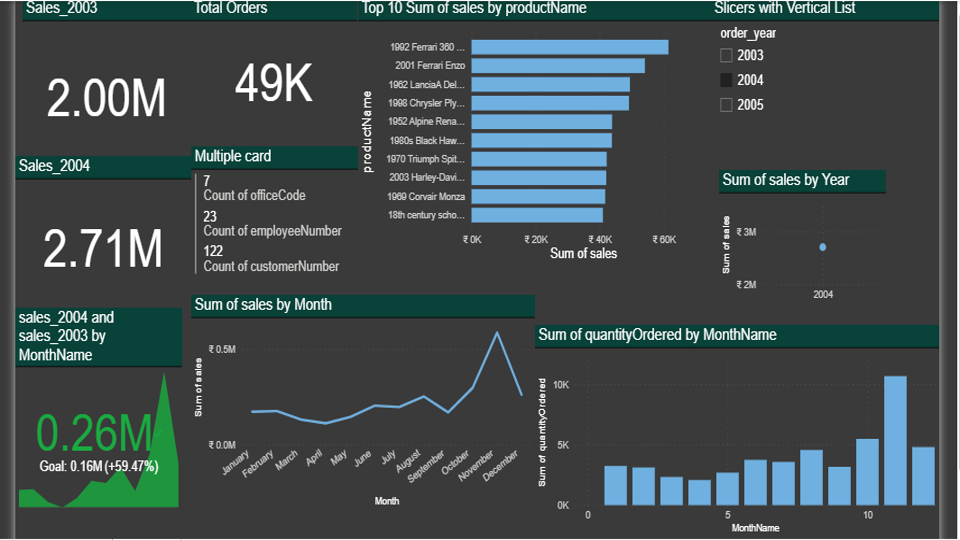 Sales_2003
2.00M
Total Orders
49K
Sales_2004
2.71M
Multiple card
7
Count of officeCode
23
Count of employeeNumber
122
Count of customerNumber
Top 10 Sum of sales by productName
productName
1992 Ferrari 360 ...
2001 Ferrari Enzo
1962 LanciaA Del...
1998 Chrysler Ply...
1952 Alpine Rena...
1980s Black Haw...
1970 Triumph Spit...
2003 Harley-Davi...
1969 Corvair Monza
18th century scho...
₹ 0K
₹ 20K
₹ 40K
₹ 60K
Sum of sales
Slicers with Vertical List
order_year
2003
2004
2005
Sum of sales by Year
Sum of sales
₹ 3M
₹ 2M
2004
sales_2004 and
sales_2003 by
MonthName
0.26M
Goal: 0.16M (+59.47%)
Sum of sales by Month
Sum of sales
₹ 0.5M
₹ 0.0M
January
February
March
April
May
June
July
August
September
October
November
December
Month
Sum of quantityOrdered by MonthName
Sum of quantityOrdered
10K
5K
0K
0
5
10
MonthName